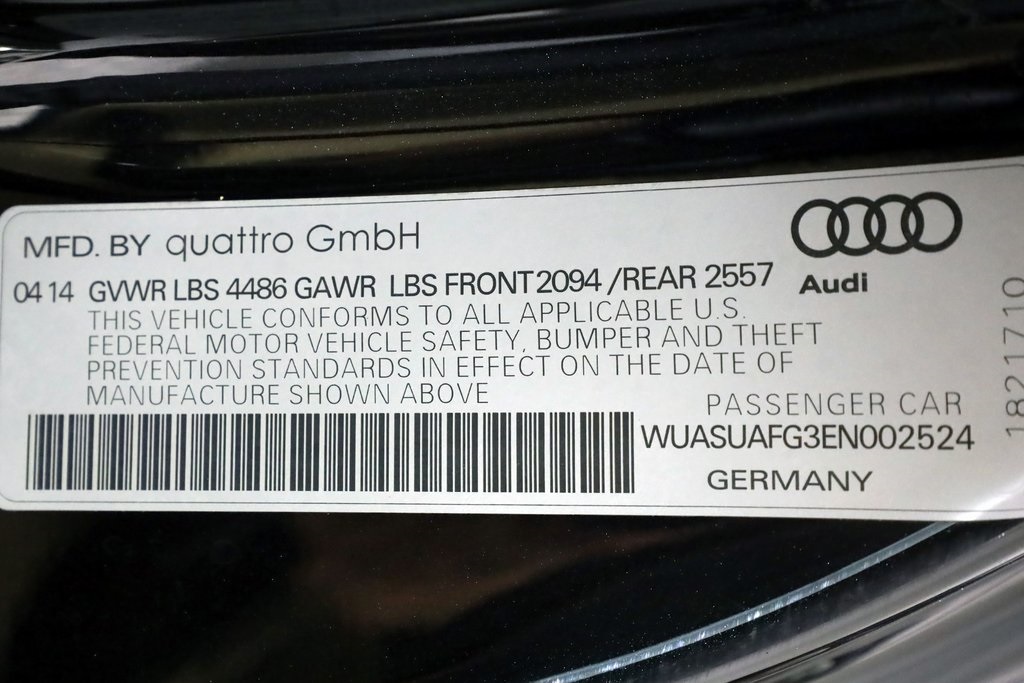 MFD. BY quattro GmbH
04 14 GVWR LBS 4486 GAWR LBS FRONT 2094 /REAR 2557
THIS VEHICLE CONFORMS TO ALL APPLICABLE U.S.
FEDERAL MOTOR VEHICLE SAFETY, BUMPER AND THEFT
PREVENTION STANDARDS IN EFFECT ON THE DATE OF
MANUFACTURE SHOWN ABOVE
Audi
PASSENGER CAR
WUASUAFG3EN002524
GERMANY
1821710